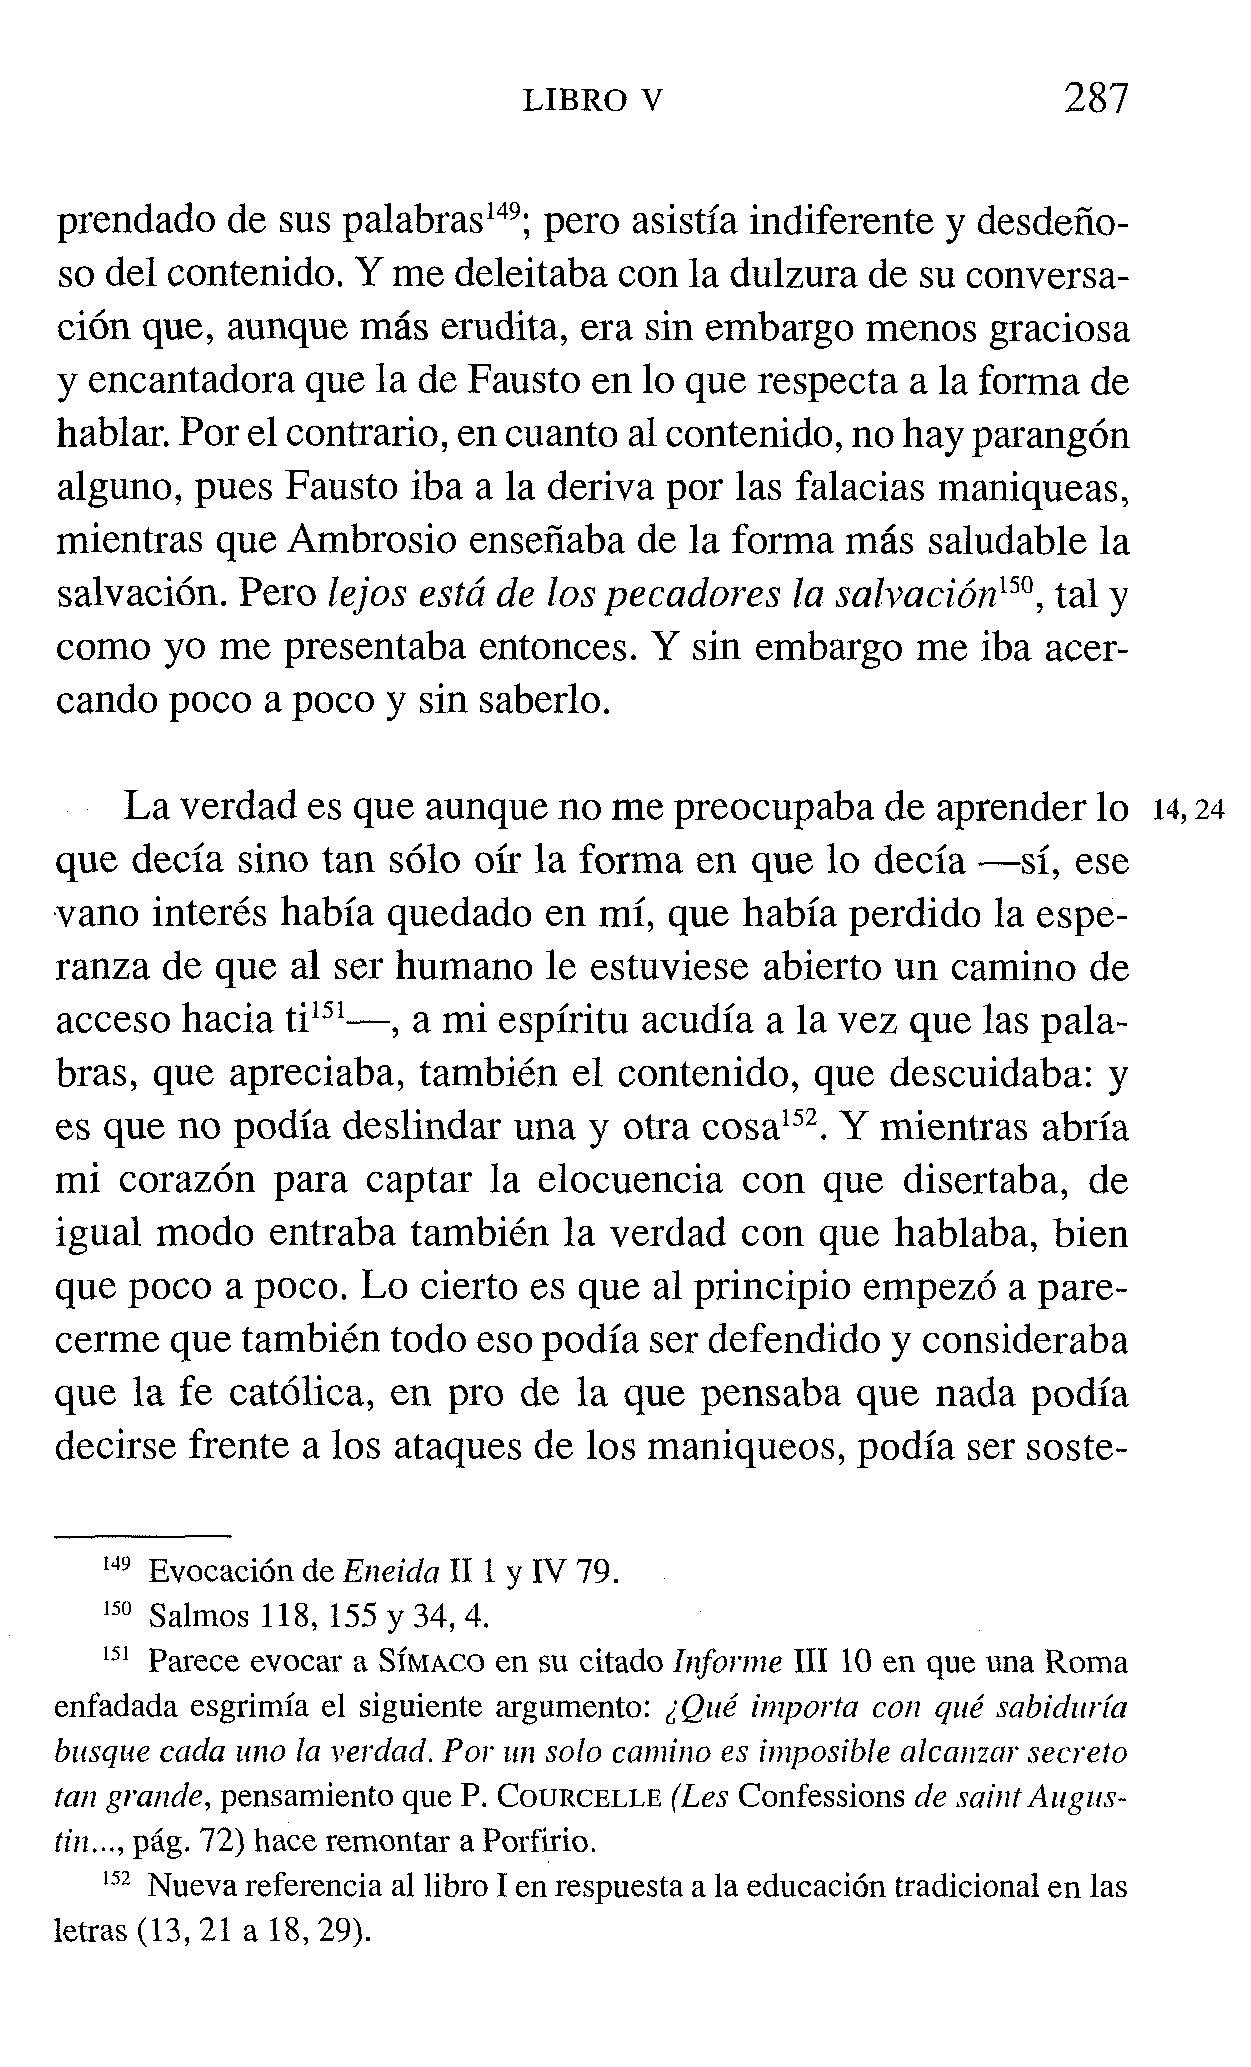 LIBRO V 287
prendado de sus palabras¹⁴⁹; pero asistía indiferente y desdeño-
so del contenido. Y me deleitaba con la dulzura de su conversa-
ción que, aunque más erudita, era sin embargo menos graciosa
y encantadora que la de Fausto en lo que respecta a la forma de
hablar. Por el contrario, en cuanto al contenido, no hay parangón
alguno, pues Fausto iba a la deriva por las falacias maniqueas,
mientras que Ambrosio enseñaba de la forma más saludable la
salvación. Pero lejos está de los pecadores la salvación¹⁵⁰, tal y
como yo me presentaba entonces. Y sin embargo me iba acer-
cando poco a poco y sin saberlo.
La verdad es que aunque no me preocupaba de aprender lo 14, 24
que decía sino tan sólo oír la forma en que lo decía —sí, ese
vano interés había quedado en mí, que había perdido la espe-
ranza de que al ser humano le estuviese abierto un camino de
acceso hacia ti¹⁵¹—, a mi espíritu acudía a la vez que las pala-
bras, que apreciaba, también el contenido, que descuidaba: y
es que no podía deslindar una y otra cosa¹⁵². Y mientras abría
mi corazón para captar la elocuencia con que disertaba, de
igual modo entraba también la verdad con que hablaba, bien
que poco a poco. Lo cierto es que al principio empezó a pare-
cerme que también todo eso podía ser defendido y consideraba
que la fe católica, en pro de la que pensaba que nada podía
decirse frente a los ataques de los maniqueos, podía ser soste-
¹⁴⁹ Evocación de Eneida II 1 y IV 79.
¹⁵⁰ Salmos 118, 155 y 34, 4.
¹⁵¹ Parece evocar a SÍMACO en su citado Informe III 10 en que una Roma
enfadada esgrimía el siguiente argumento: ¿Qué importa con qué sabiduría
busque cada uno la verdad. Por un solo camino es imposible alcanzar secreto
tan grande, pensamiento que P. COURCELLE (Les Confessions de saint Augus-
tin..., pág. 72) hace remontar a Porfirio.
¹⁵² Nueva referencia al libro I en respuesta a la educación tradicional en las
letras (13, 21 a 18, 29).